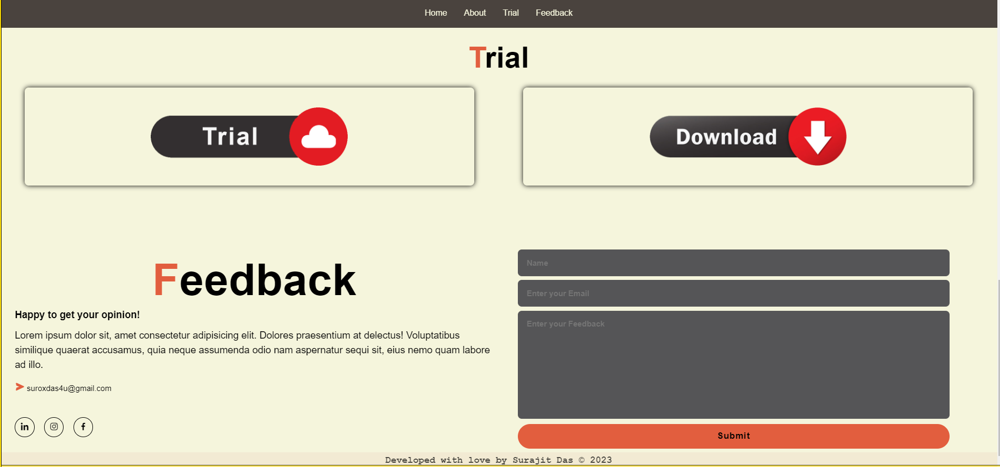 Home About Trial Feedback
Trial
Trial
Download
Feedback
Happy to get your opinion!
Lorem ipsum dolor sit, amet consectetur adipisicing elit. Dolores praesentium at delectus! Voluptatibus
similique quaerat accusamus, quia neque assumenda odio nam aspernatur sequi sit, eius nemo quam labore
ad illo.
suroxdas4u@gmail.com
in
f
Name
Enter your Email
Enter your Feedback
Submit
Developed with love by Surajit Das © 2023